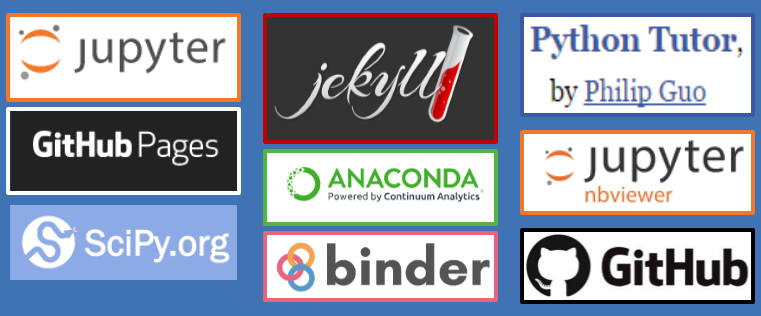 jupyter
GitHub Pages
SciPy.org
jekyll
ANACONDA
Powered by Continuum Analytics
binder
Python Tutor,
by Philip Guo
jupyter
nbviewer
GitHub